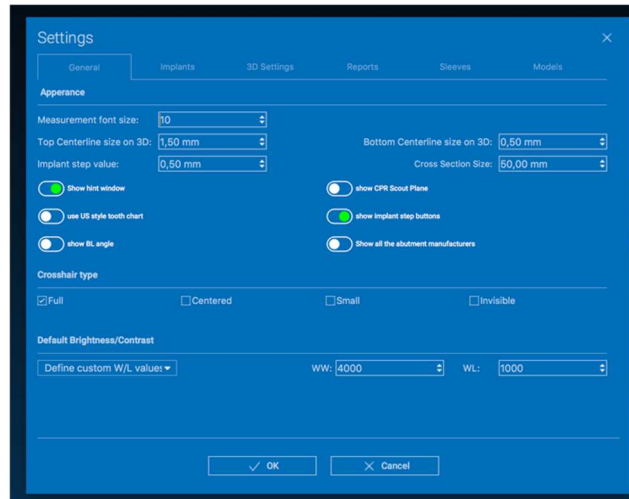 Settings
General Implants 3D Settings Reports Sleeves Models
Apperance
Measurement font size: 10
Top Centerline size on 3D: 1,50 mm Bottom Centerline size on 3D: 0,50 mm
Implant step value: 0,50 mm Cross Section Size: 50,00 mm
Show hint window show CPR Scout Plane
use US style tooth chart show implant step buttons
show BL angle Show all the abutment manufacturers
Crosshair type
Full Centered Small Invisible
Default Brightness/Contrast
Define custom W/L values WW: 4000 WL: 1000
OK Cancel